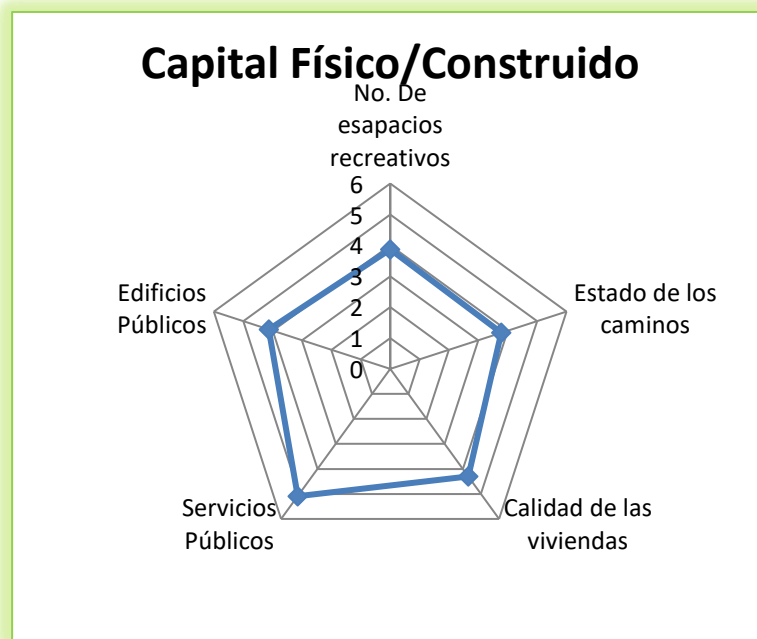 Capital Físico/Construido
No. De
esapacios
recreativos
6
5
4
3
2
1
0
Estado de los
caminos
Calidad de las
viviendas
Servicios
Públicos
Edificios
Públicos